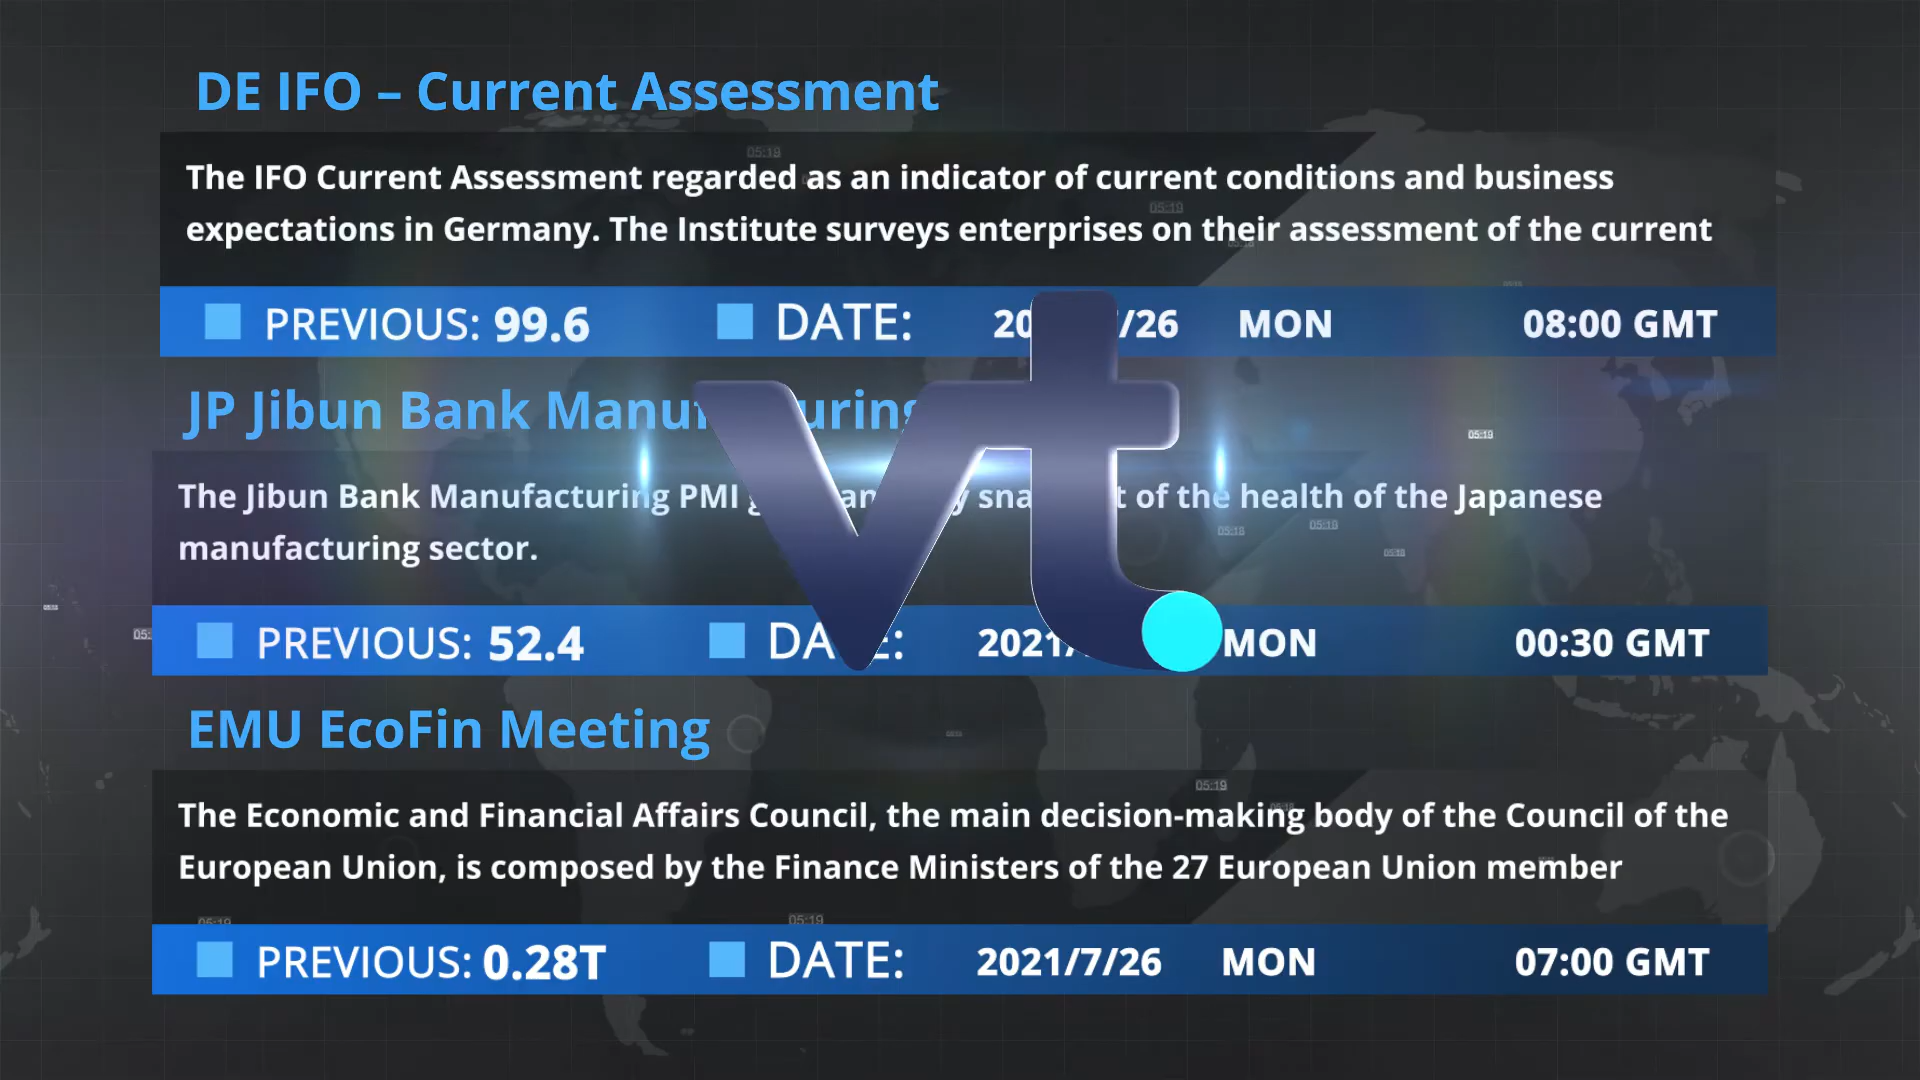 DE IFO – Current Assessment
The IFO Current Assessment regarded as an indicator of current conditions and business
expectations in Germany. The Institute surveys enterprises on their assessment of the current
PREVIOUS: 99.6 DATE: MON 08:00 GMT
JP Jibun Bank
The Jibun Bank Manufacturing PMI of the health of the Japanese
manufacturing sector.
PREVIOUS: 52.4 MON 00:30 GMT
vt.
EMU EcoFin Meeting
The Economic and Financial Affairs Council, the main decision-making body of the Council of the
European Union, is composed by the Finance Ministers of the 27 European Union member
PREVIOUS: 0.28T DATE: 2021/7/26 MON 07:00 GMT